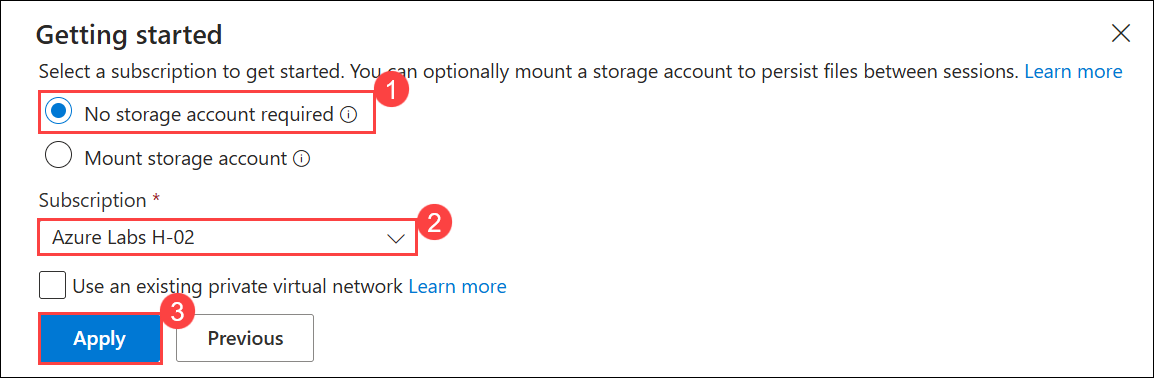 Getting started
Select a subscription to get started. You can optionally mount a storage account to persist files between sessions. Learn more
1
No storage account required
Mount storage account
Subscription *
2
Azure Labs H-02
Use an existing private virtual network Learn more
3
Apply Previous